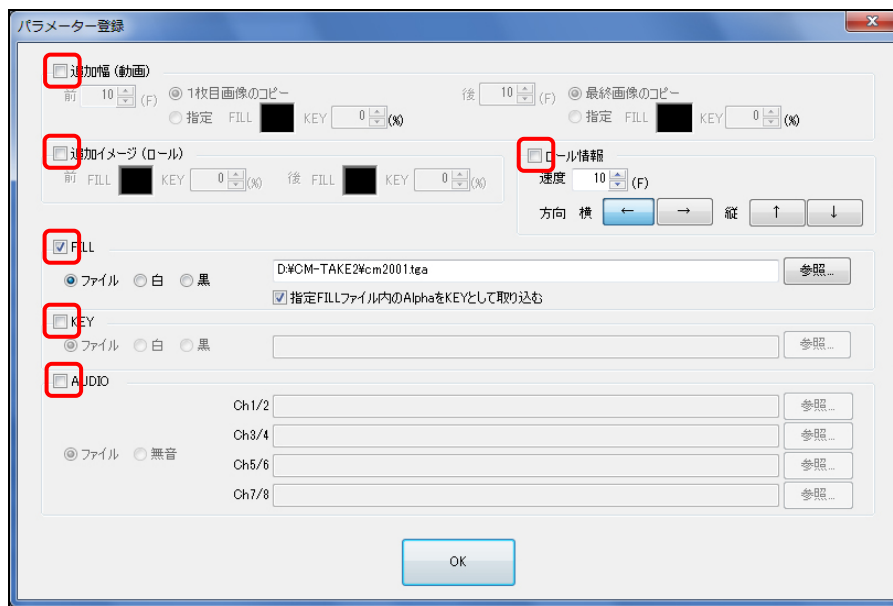 パラメーター登録
追加幅（動画）
前 10 (F) 1枚目画像のコピー 後 10 (F) 最終画像のコピー
指定 FILL KEY 0 (%) 指定 FILL KEY 0 (%)
追加イメージ（ロール） ロール情報
前 FILL KEY 0 (%) 後 FILL KEY 0 (%) 速度 10 (F)
方向 横 ← → 縦 ↑ ↓
FILL
ファイル 白 黒 D:¥CM-TAKE2¥cm2001.tga 参照...
指定FILLファイル内のAlphaをKEYとして取り込む
KEY
ファイル 白 黒 参照...
AUDIO
Ch1/2 参照...
Ch3/4 参照...
ファイル 無音
Ch5/6 参照...
Ch7/8 参照...
OK